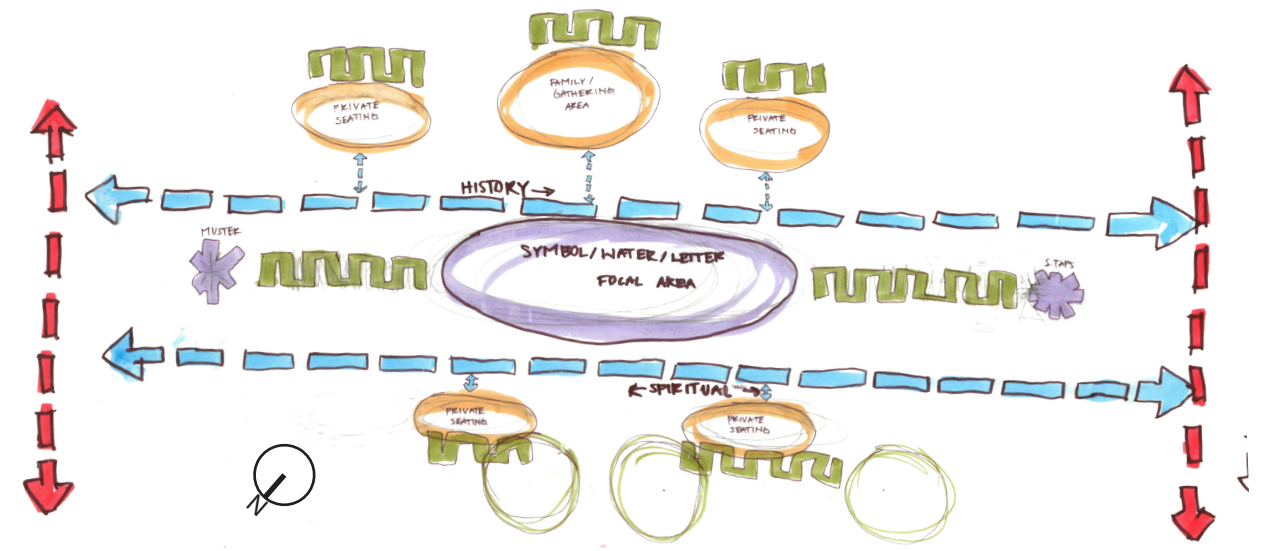 FAMILY/
GATHERING
AREA
PRIVATE
SEATING
PRIVATE
SEATING
HISTORY →
MUSTER
SYMBOL/WATER/LETTER
FOCAL AREA
S. TAPS
← SPIRITUAL →
PRIVATE
SEATING
PRIVATE
SEATING
N